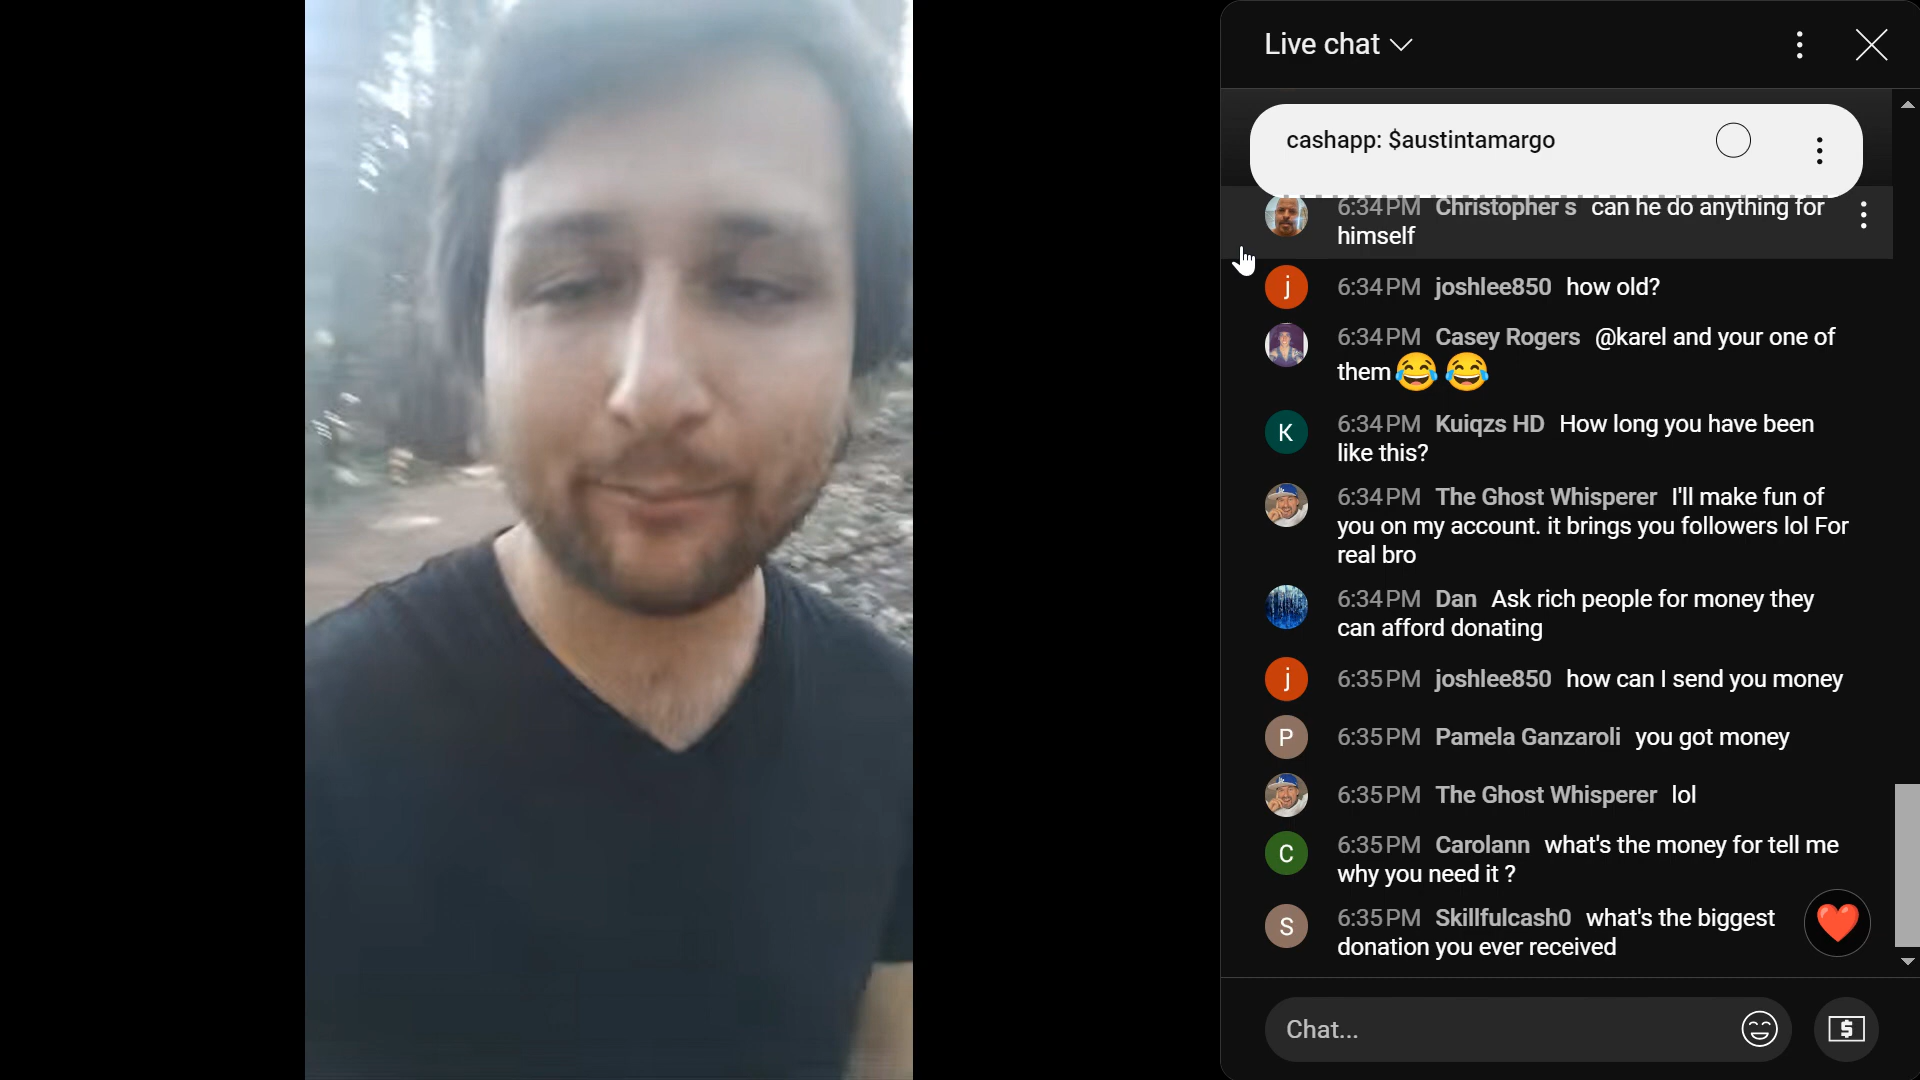 Live chat
cashapp: $austintamargo
6:34 PM Christopher s can he do anything for
himself
j 6:34 PM joshlee850 how old?
6:34 PM Casey Rogers @karel and your one of
them😂😂
K 6:34 PM Kuiqzs HD How long you have been
like this?
6:34 PM The Ghost Whisperer I'll make fun of
you on my account. it brings you followers lol For
real bro
6:34 PM Dan Ask rich people for money they
can afford donating
j 6:35 PM joshlee850 how can I send you money
P 6:35 PM Pamela Ganzaroli you got money
6:35 PM The Ghost Whisperer lol
C 6:35 PM Carolann what's the money for tell me
why you need it ?
S 6:35 PM Skillfulcash0 what's the biggest
donation you ever received
Chat...
$